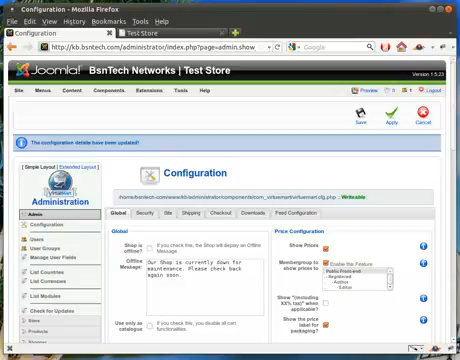 Configuration - Mozilla Firefox
File Edit View History Bookmarks Tools Help
Configuration
Test Store
http://kb.bsntech.com/administrator/index.php?page=admin.show
Google
Joomla!
BsnTech Networks | Test Store
Version 1.5.23
Site Menus Content Components Extensions Tools Help
Preview 0 1 Logout
Save Apply Cancel
The configuration details have been updated!
[ Simple Layout | Extended Layout ]
VirtueMart
Administration
Admin
Configuration
Users
User Groups
Manage User Fields
List Countries
List Currencies
List Modules
Check for Updates
Store
Products
Configuration
Writeable
Global Security Site Shipping Checkout Downloads Feed Configuration
Global
Shop is offline?
If you check this, the Shop will display an Offline Message.
Offline Message:
Our Shop is currently down for maintenance. Please check back again soon.
Use only as catalogue
If you check this, you disable all cart functionalities
Price Configuration
Show Prices
Membergroup to show prices to
Enable this Feature
Public Frontend
- Registered
- Author
- Editor
Show "(including XX% tax)" when applicable?
Show the price label for packaging?